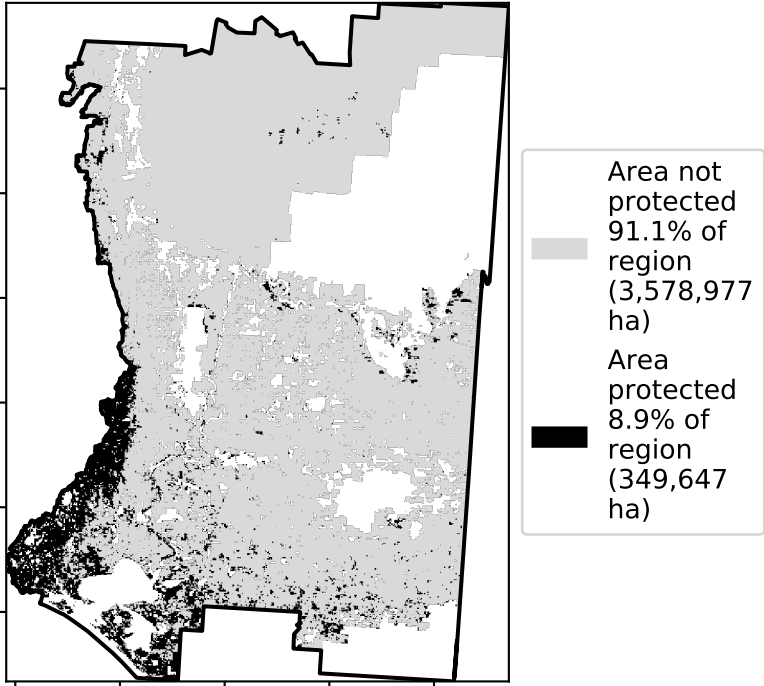 Area not
protected
91.1% of
region
(3,578,977
ha)
Area
protected
8.9% of
region
(349,647
ha)